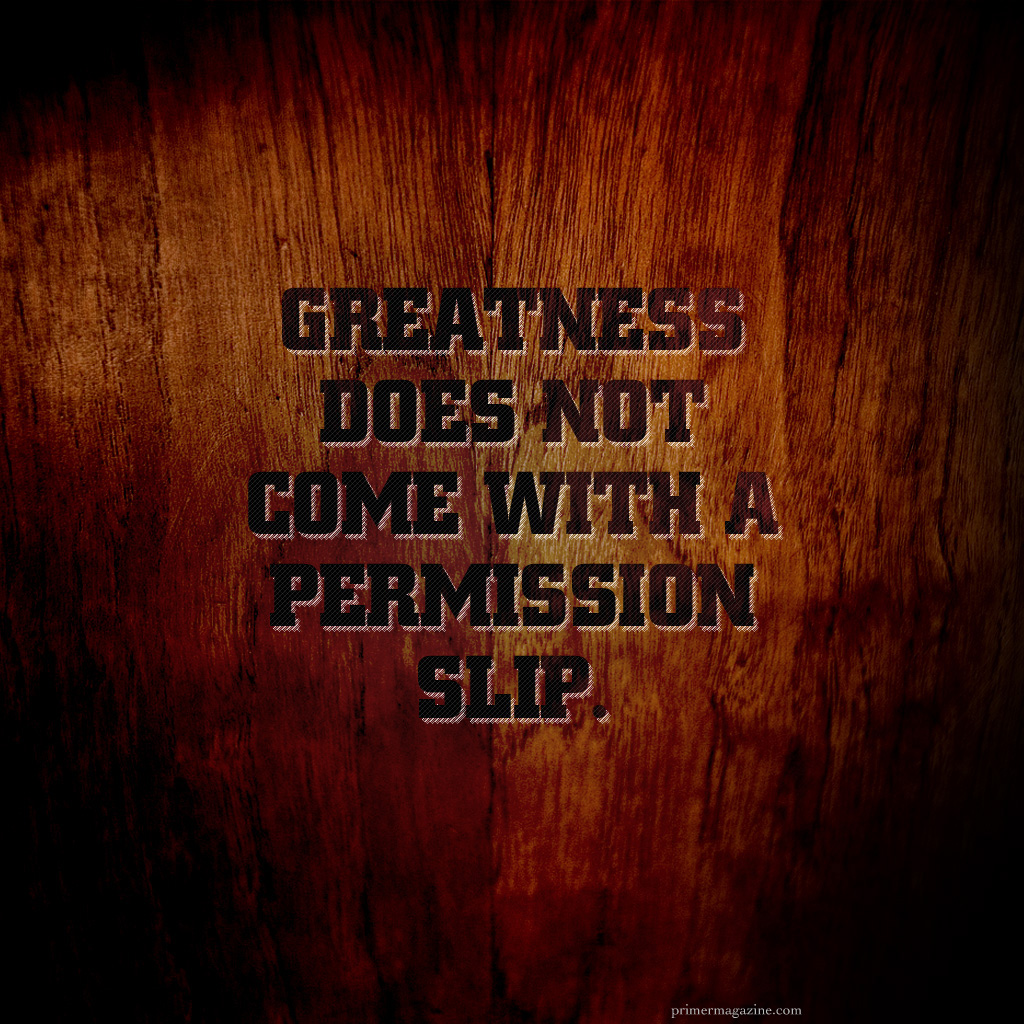 GREATNESS
DOES NOT
COME WITH A
PERMISSION
SLIP.
primermagazine.com